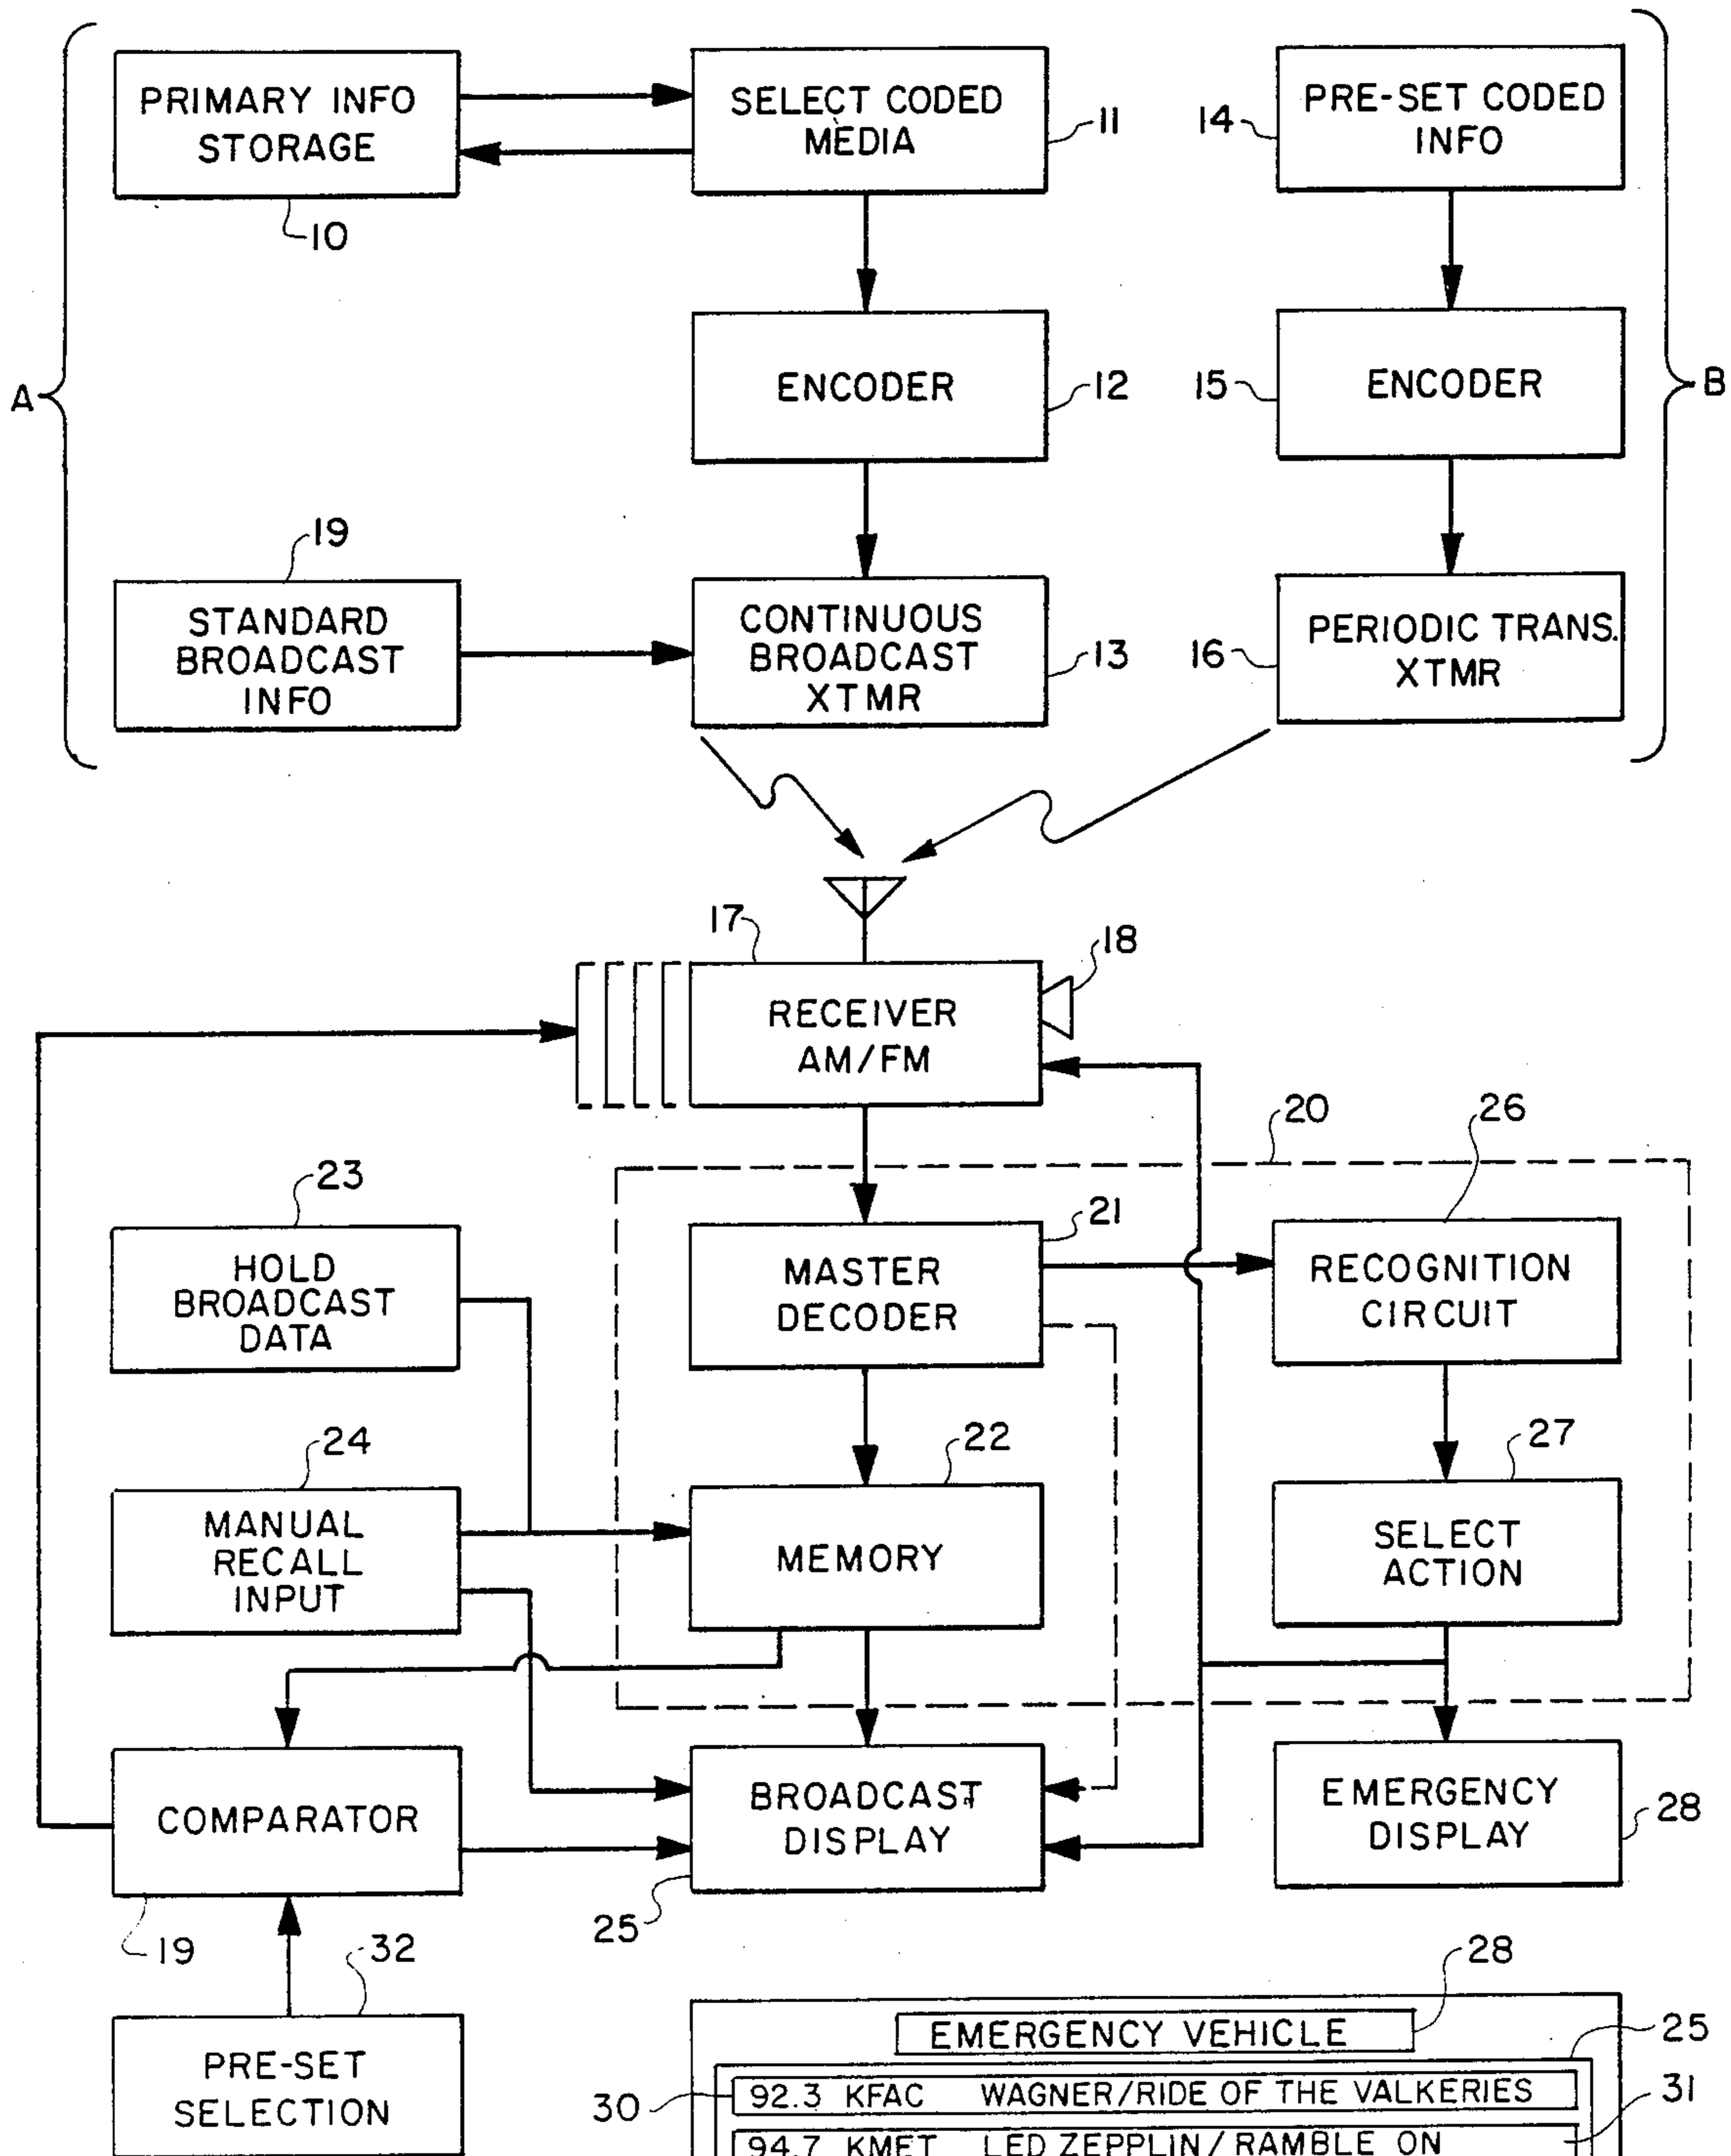 PRIMARY INFO
STORAGE
10
SELECT CODED
MEDIA
11
14
PRE-SET CODED
INFO
A
ENCODER
12
15
ENCODER
B
19
STANDARD
BROADCAST
INFO
CONTINUOUS
BROADCAST
XTMR
13
16
PERIODIC TRANS.
XTMR
17
18
RECEIVER
AM/FM
20
26
23
21
HOLD
BROADCAST
DATA
MASTER
DECODER
RECOGNITION
CIRCUIT
24
22
27
MANUAL
RECALL
INPUT
MEMORY
SELECT
ACTION
COMPARATOR
BROADCAST
DISPLAY
EMERGENCY
DISPLAY
28
25
19
32
28
PRE-SET
SELECTION
EMERGENCY VEHICLE
25
30
92.3 KFAC WAGNER/RIDE OF THE VALKERIES
31
94.7 KMET LED ZEPPLIN/RAMBLE ON